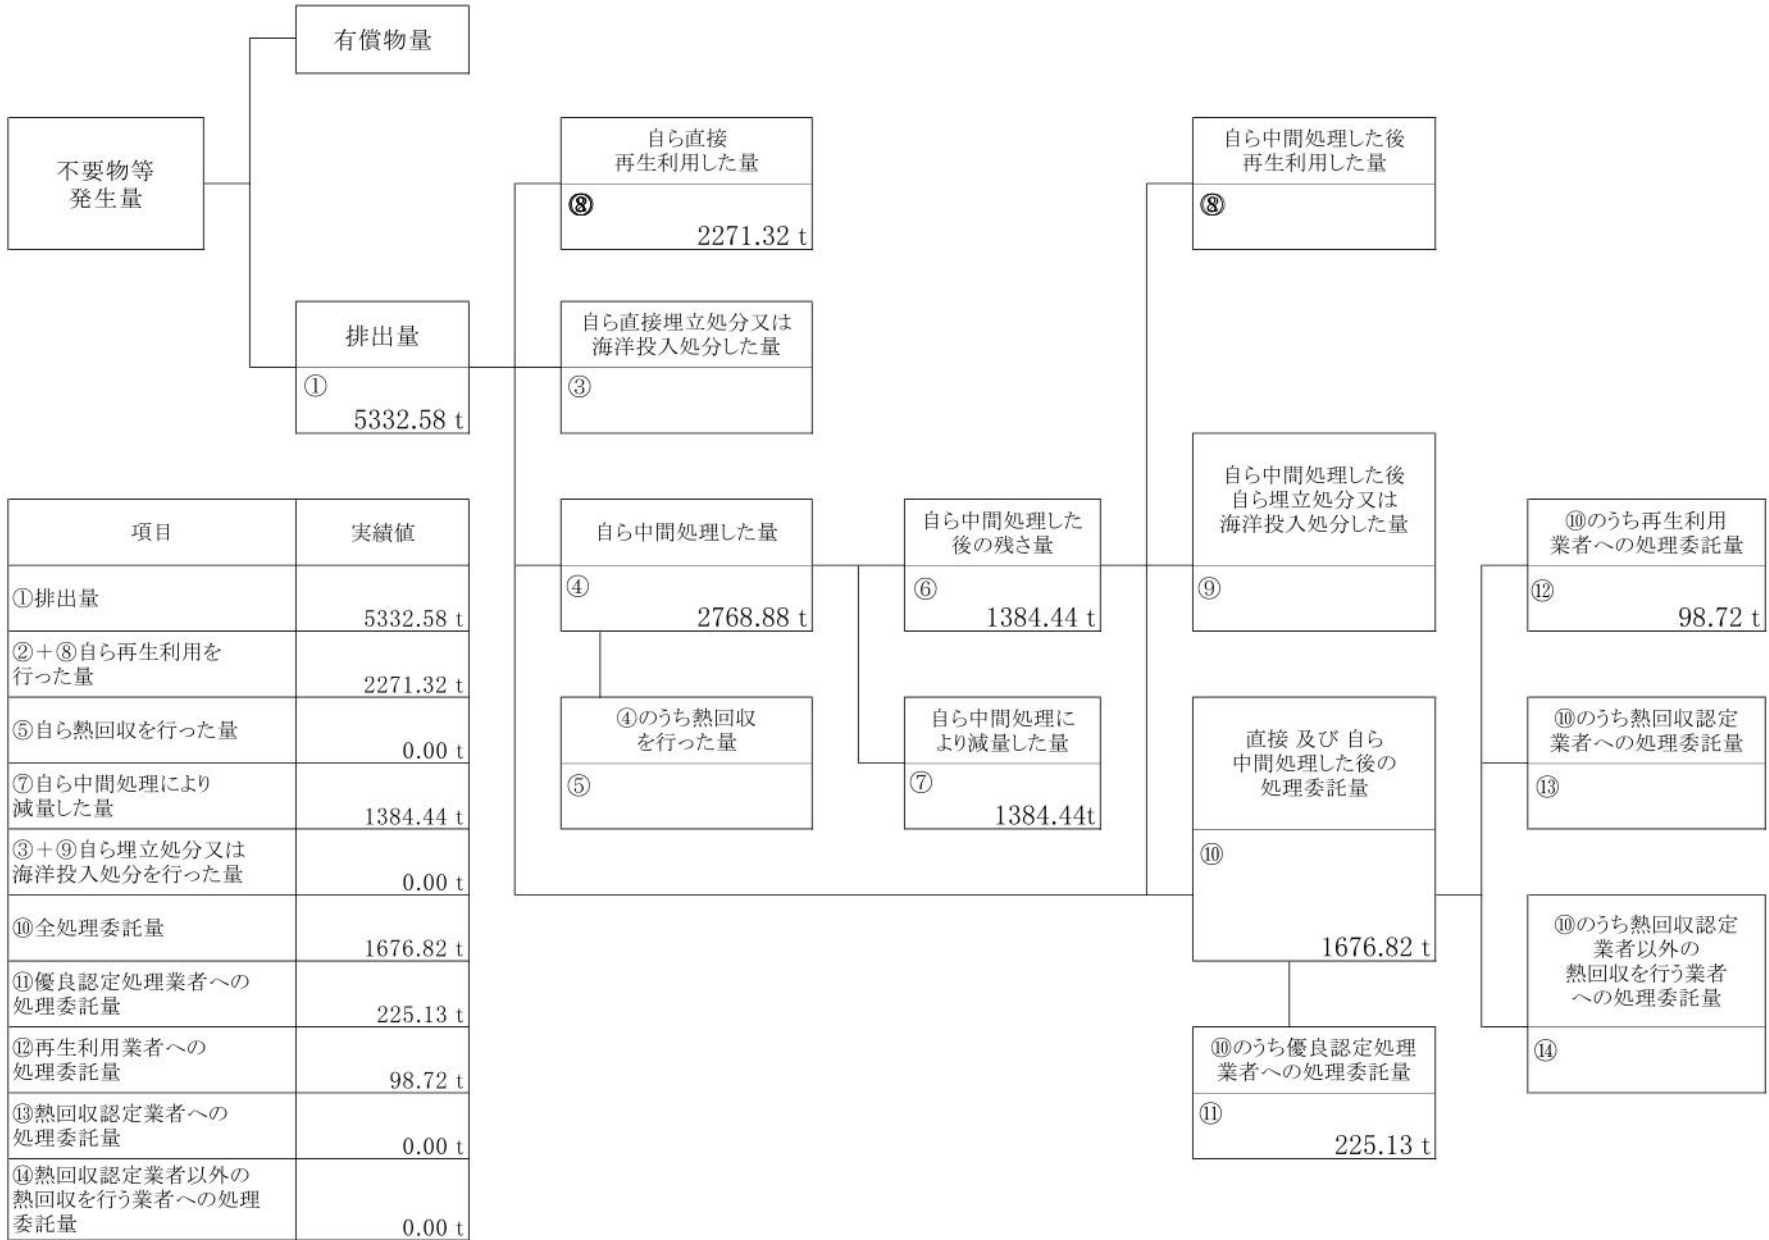 有償物量
不要物等
発生量
自ら直接
再生利用した量
⑧
2271.32 t
自ら中間処理した後
再生利用した量
⑧
排出量
①
5332.58 t
自ら直接埋立処分又は
海洋投入処分した量
③
自ら中間処理した量
④
2768.88 t
自ら中間処理した
後の残さ量
⑥
1384.44 t
自ら中間処理した後
自ら埋立処分又は
海洋投入処分した量
⑨
⑩のうち再生利用
業者への処理委託量
⑫
98.72 t
④のうち熱回収
を行った量
⑤
自ら中間処理に
より減量した量
⑦
1384.44t
直接 及び 自ら
中間処理した後の
処理委託量
⑩
1676.82 t
⑩のうち熱回収認定
業者への処理委託量
⑬
⑩のうち熱回収認定
業者以外の
熱回収を行う業者
への処理委託量
⑭
⑩のうち優良認定処理
業者への処理委託量
⑪
225.13 t
項目 実績値
①排出量
5332.58 t
②+⑧自ら再生利用を
行った量
2271.32 t
⑤自ら熱回収を行った量
0.00 t
⑦自ら中間処理により
減量した量
1384.44 t
③+⑨自ら埋立処分又は
海洋投入処分を行った量
0.00 t
⑩全処理委託量
1676.82 t
⑪優良認定処理業者への
処理委託量
225.13 t
⑫再生利用業者への
処理委託量
98.72 t
⑬熱回収認定業者への
処理委託量
0.00 t
⑭熱回収認定業者以外の
熱回収を行う業者への処理
委託量
0.00 t